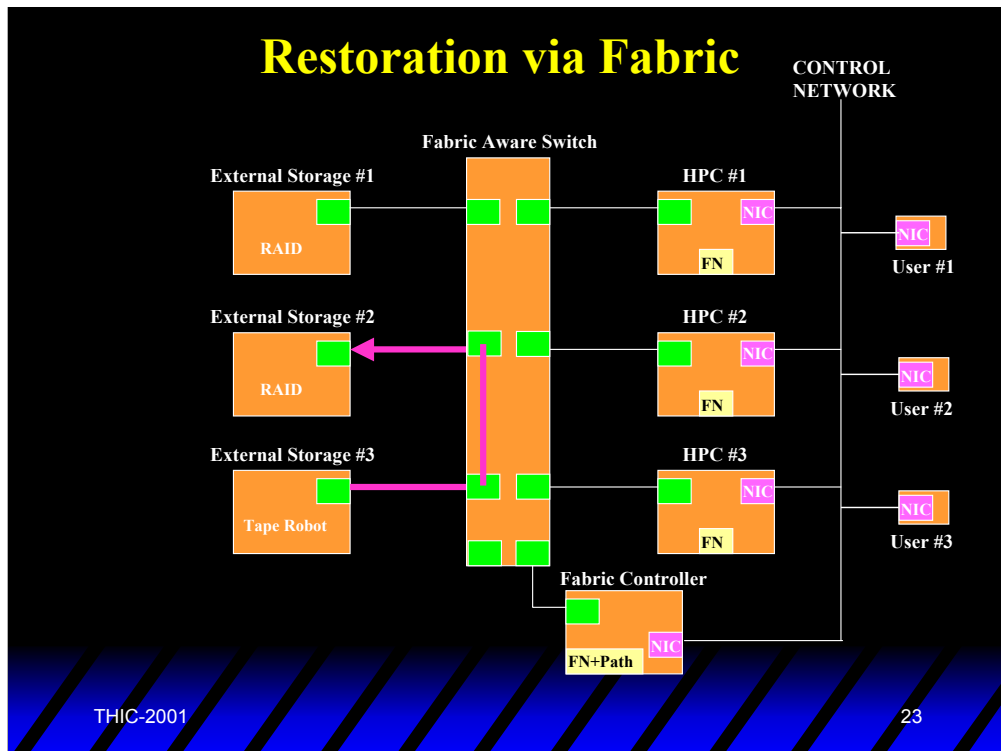 Restoration via Fabric
CONTROL
NETWORK
Fabric Aware Switch
External Storage #1
HPC #1
NIC
RAID
FN
NIC
User #1
External Storage #2
HPC #2
NIC
RAID
FN
NIC
User #2
External Storage #3
HPC #3
NIC
Tape Robot
FN
NIC
User #3
Fabric Controller
NIC
FN+Path
THIC-2001
23